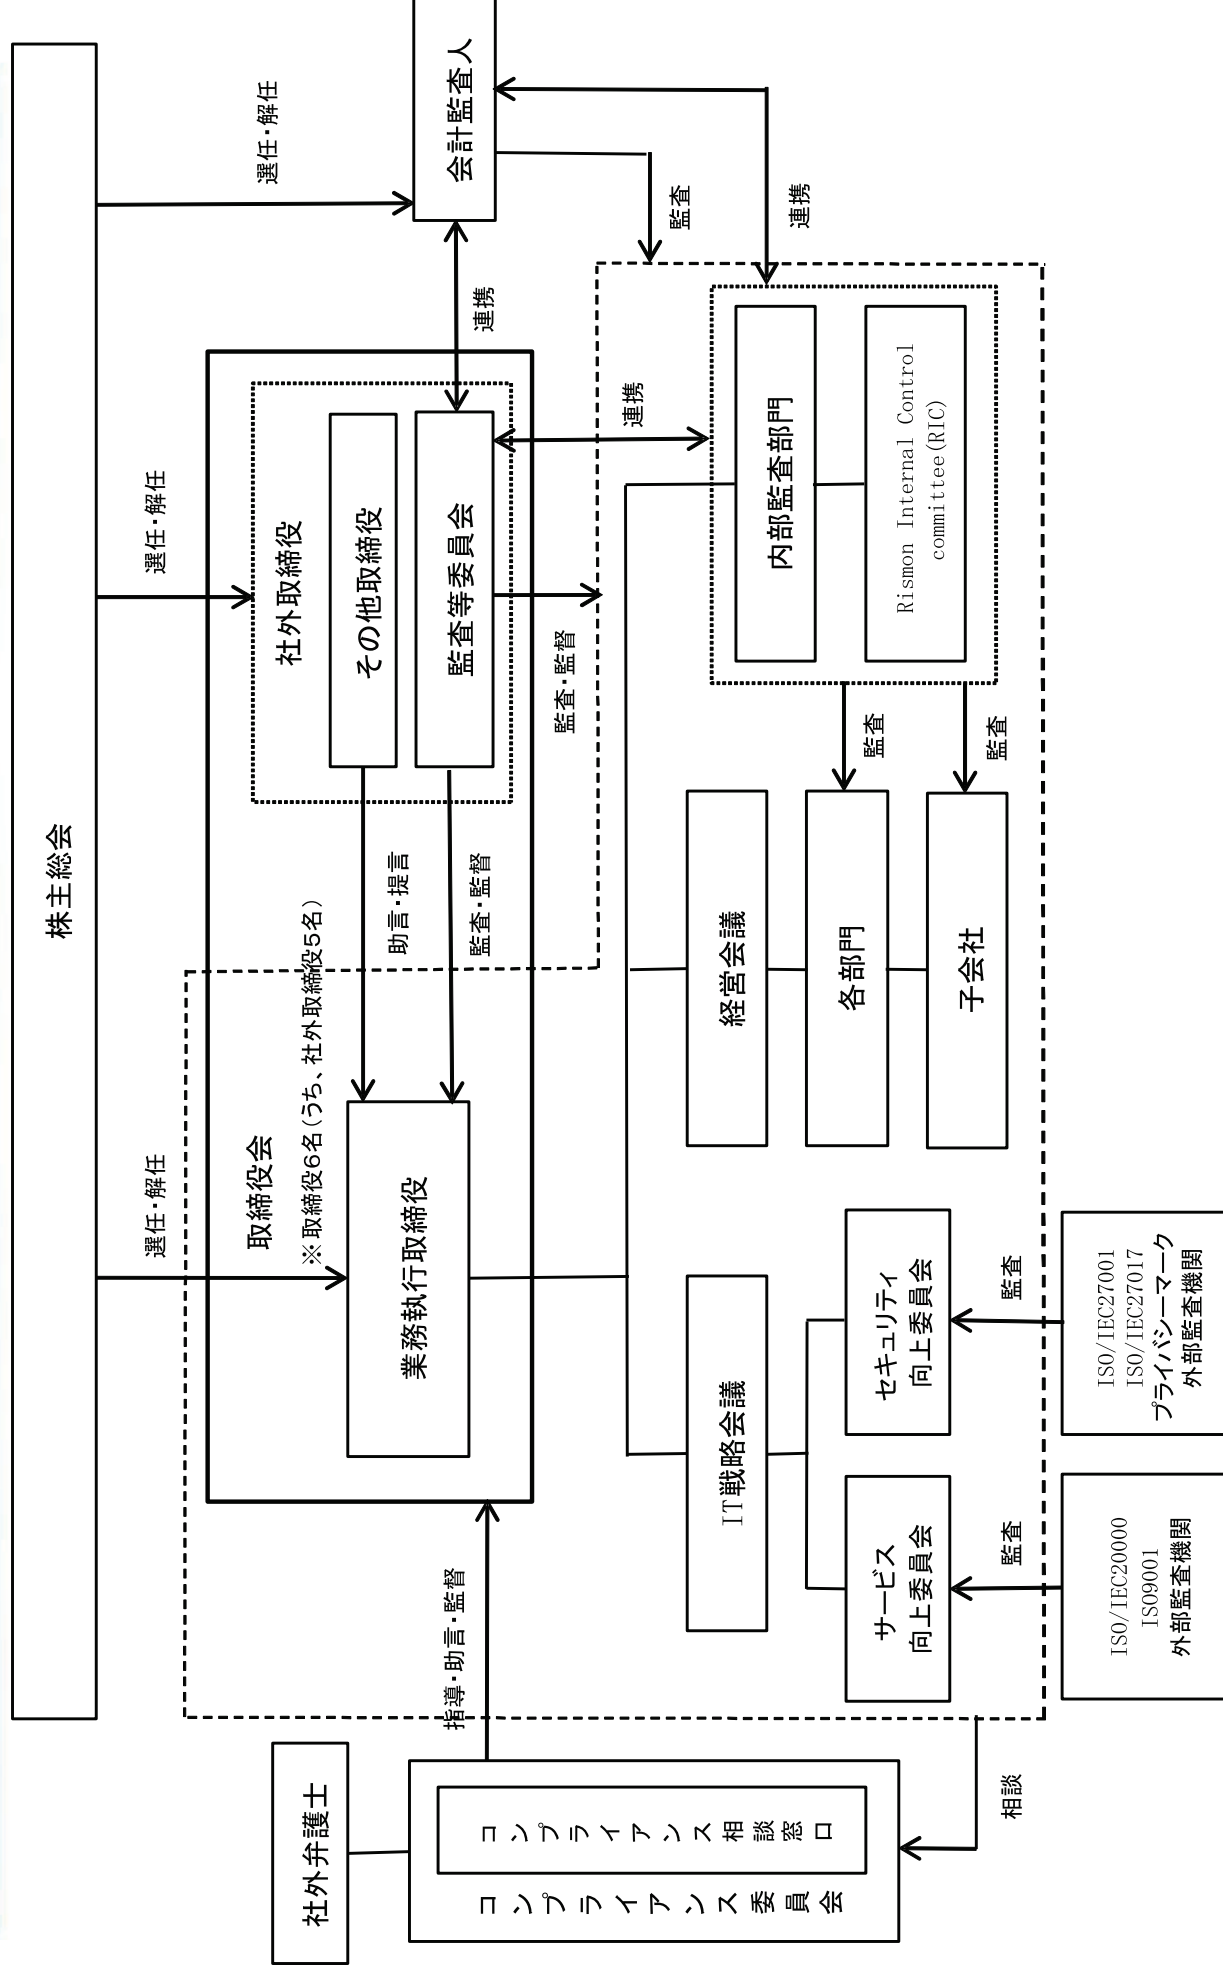 株主総会
選任・解任
選任・解任
選任・解任
取締役会
※取締役6名（うち、社外取締役5名）
社外取締役
その他取締役
監査等委員会
業務執行取締役
助言・提言
監査・監督
会計監査人
連携
監査
連携
連携
監査・監督
社外弁護士
指導・助言・監督
コンプライアンス相談窓口
コンプライアンス委員会
相談
IT戦略会議
サービス
向上委員会
セキュリティ
向上委員会
経営会議
各部門
子会社
内部監査部門
Rismon Internal Control
committee(RIC)
監査
監査
監査
監査
ISO/IEC20000
ISO9001
外部監査機関
ISO/IEC27001
ISO/IEC27017
プライバシーマーク
外部監査機関